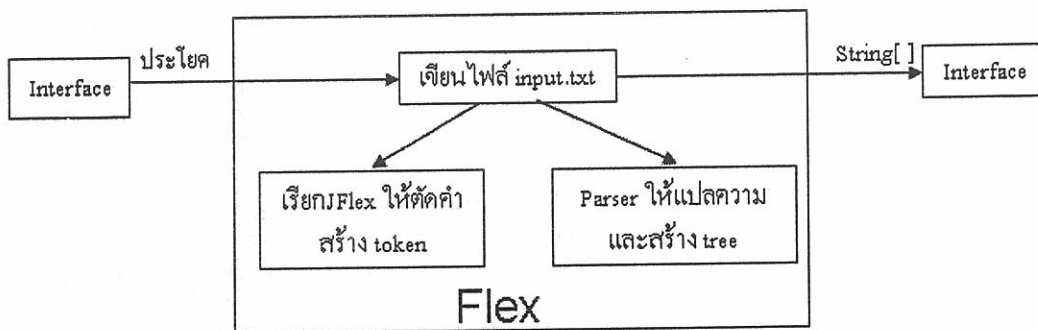 ประโยค
String[ ]
Interface
เขียนไฟล์ input.txt
Interface
เรียกJFlex ให้ตัดคำ
สร้าง token
Parser ให้แปลความ
และสร้าง tree
Flex